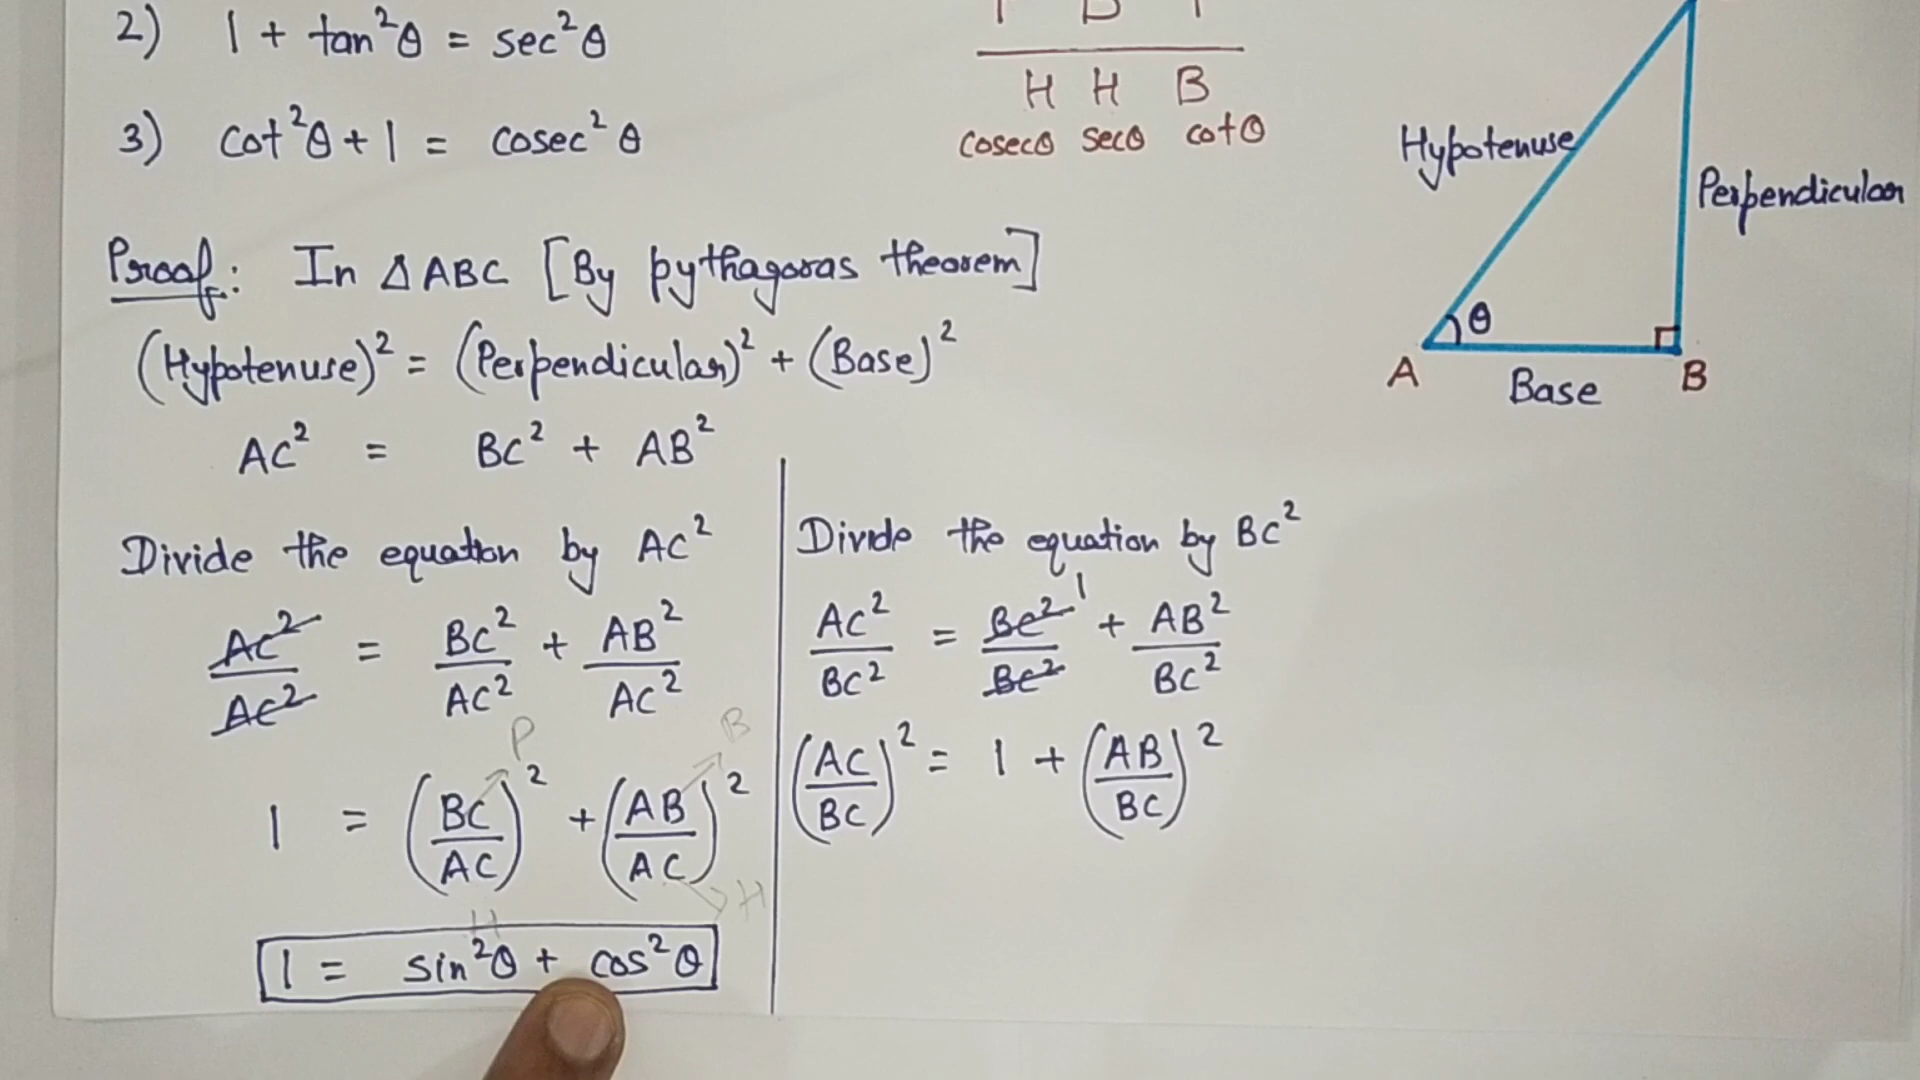 2) 1 + tan²θ = sec²θ
3) cot²θ + 1 = cosec²θ
H H B
cosecθ secθ cotθ
Hypotenuse
Perpendicular
θ
A Base B
Proof: In △ABC [By pythagoras theorem]
(Hypotenuse)² = (Perpendicular)² + (Base)²
AC² = BC² + AB²
Divide the equation by AC²
AC²/AC² = BC²/AC² + AB²/AC²
P B
1 = (BC/AC)² + (AB/AC)²
H H
1 = sin²θ + cos²θ
Divide the equation by BC²
AC²/BC² = BC²/BC² 1 + AB²/BC²
(AC/BC)² = 1 + (AB/BC)²